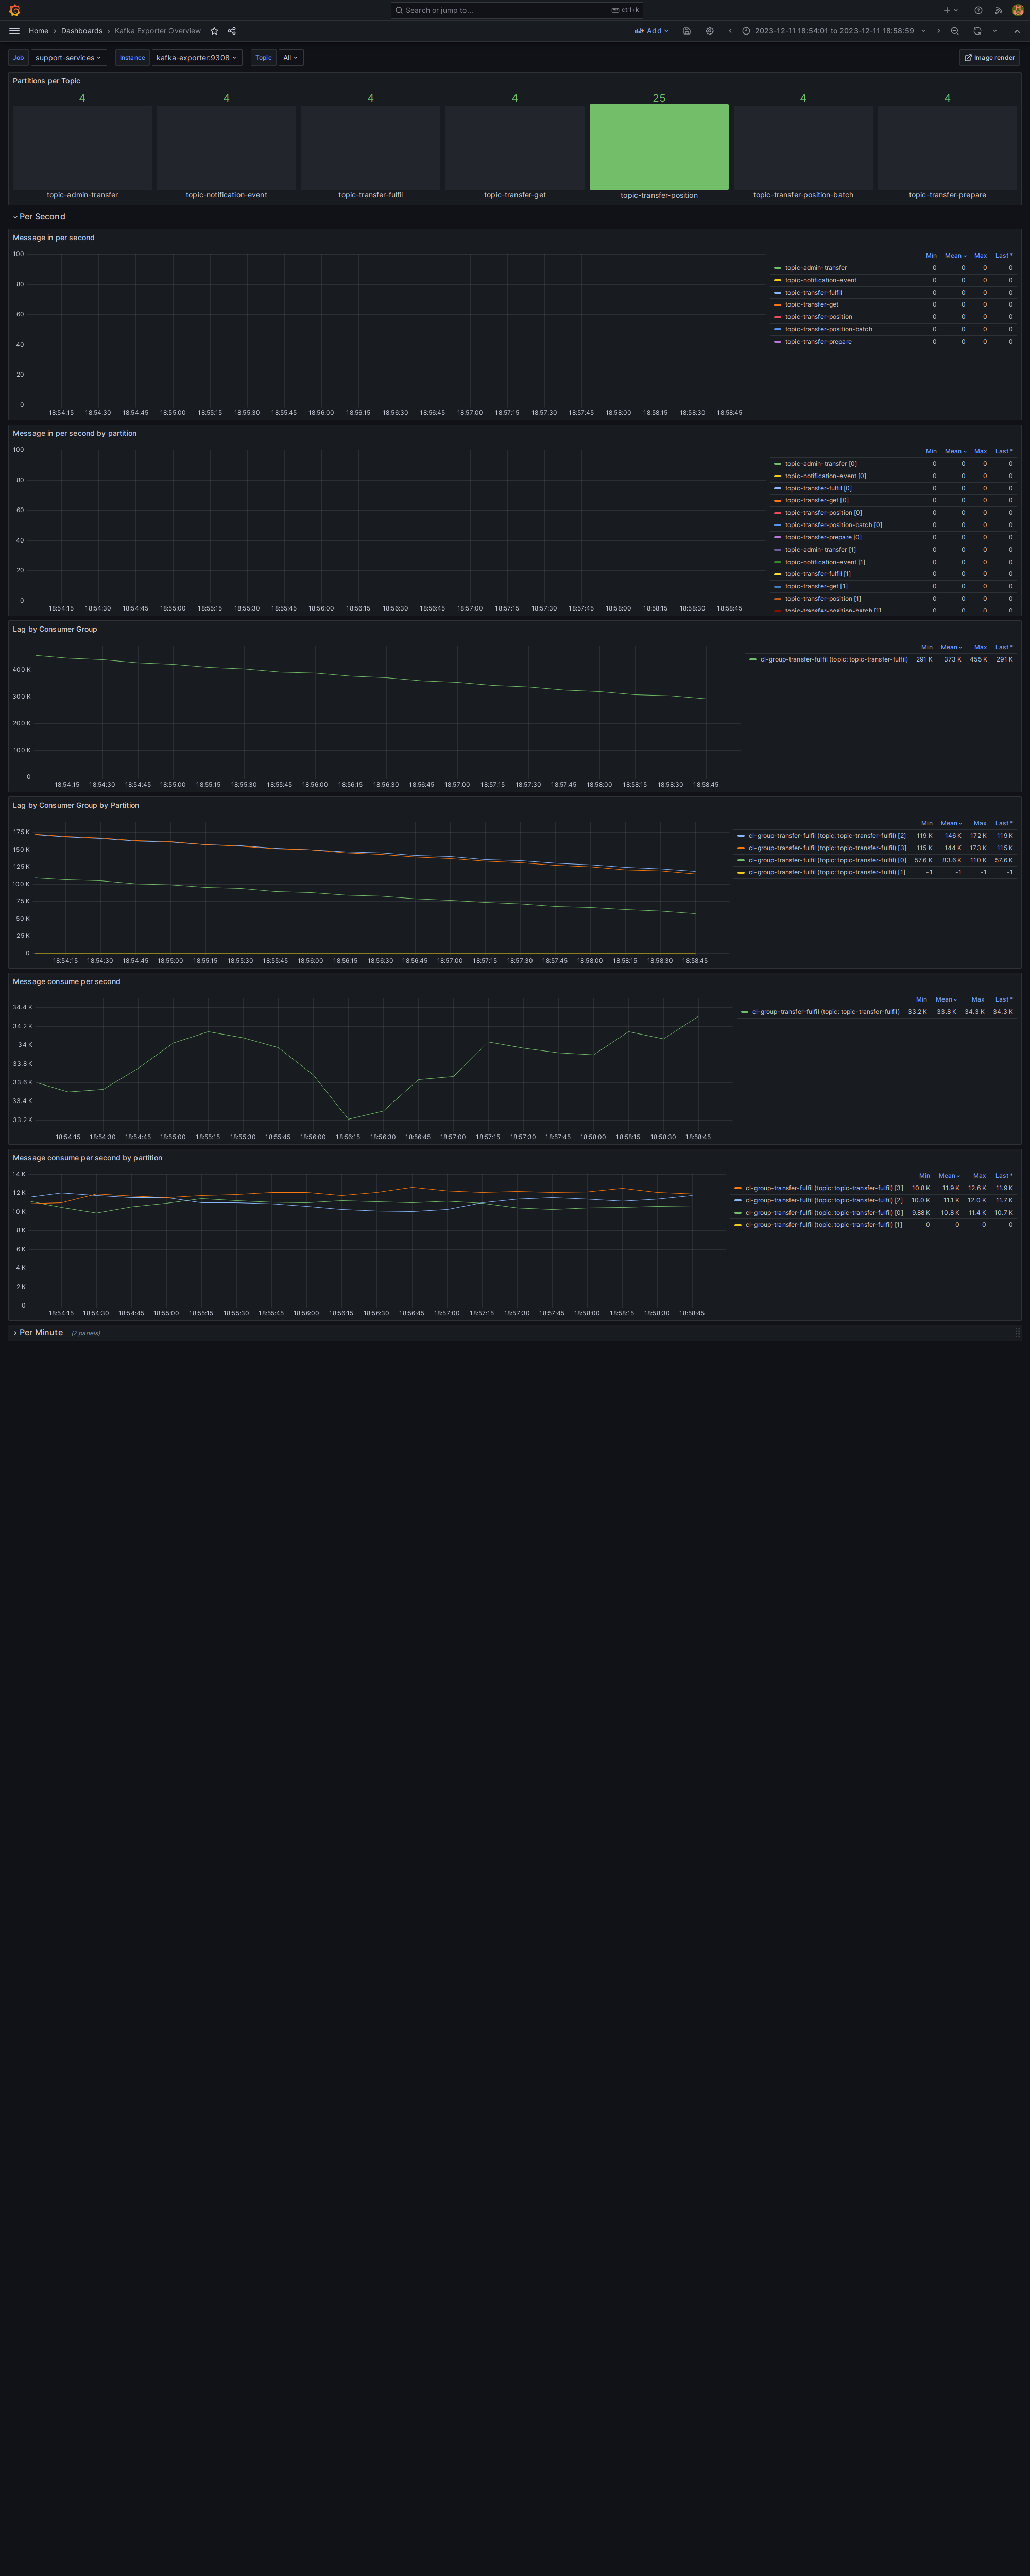 Search or jump to...
ctrl+k
Home › Dashboards › Kafka Exporter Overview
Add
2023-12-11 18:54:01 to 2023-12-11 18:58:59
Job support-services Instance kafka-exporter:9308 Topic All
Image render
Partitions per Topic
4 4 4 4 25 4 4
topic-admin-transfer topic-notification-event topic-transfer-fulfil topic-transfer-get topic-transfer-position topic-transfer-position-batch topic-transfer-prepare
Per Second
Message in per second
100
80
60
40
20
0
18:54:15 18:54:30 18:54:45 18:55:00 18:55:15 18:55:30 18:55:45 18:56:00 18:56:15 18:56:30 18:56:45 18:57:00 18:57:15 18:57:30 18:57:45 18:58:00 18:58:15 18:58:30 18:58:45
Min Mean Max Last *
topic-admin-transfer 0 0 0 0
topic-notification-event 0 0 0 0
topic-transfer-fulfil 0 0 0 0
topic-transfer-get 0 0 0 0
topic-transfer-position 0 0 0 0
topic-transfer-position-batch 0 0 0 0
topic-transfer-prepare 0 0 0 0
Message in per second by partition
100
80
60
40
20
0
18:54:15 18:54:30 18:54:45 18:55:00 18:55:15 18:55:30 18:55:45 18:56:00 18:56:15 18:56:30 18:56:45 18:57:00 18:57:15 18:57:30 18:57:45 18:58:00 18:58:15 18:58:30 18:58:45
Min Mean Max Last *
topic-admin-transfer [0] 0 0 0 0
topic-notification-event [0] 0 0 0 0
topic-transfer-fulfil [0] 0 0 0 0
topic-transfer-get [0] 0 0 0 0
topic-transfer-position [0] 0 0 0 0
topic-transfer-position-batch [0] 0 0 0 0
topic-transfer-prepare [0] 0 0 0 0
topic-admin-transfer [1] 0 0 0 0
topic-notification-event [1] 0 0 0 0
topic-transfer-fulfil [1] 0 0 0 0
topic-transfer-get [1] 0 0 0 0
topic-transfer-position [1] 0 0 0 0
topic-transfer-position-batch [1] 0 0 0 0
Lag by Consumer Group
400 K
300 K
200 K
100 K
0
18:54:15 18:54:30 18:54:45 18:55:00 18:55:15 18:55:30 18:55:45 18:56:00 18:56:15 18:56:30 18:56:45 18:57:00 18:57:15 18:57:30 18:57:45 18:58:00 18:58:15 18:58:30 18:58:45
Min Mean Max Last *
cl-group-transfer-fulfil (topic: topic-transfer-fulfil) 291 K 373 K 455 K 291 K
Lag by Consumer Group by Partition
175 K
150 K
125 K
100 K
75 K
50 K
25 K
0
18:54:15 18:54:30 18:54:45 18:55:00 18:55:15 18:55:30 18:55:45 18:56:00 18:56:15 18:56:30 18:56:45 18:57:00 18:57:15 18:57:30 18:57:45 18:58:00 18:58:15 18:58:30 18:58:45
Min Mean Max Last *
cl-group-transfer-fulfil (topic: topic-transfer-fulfil) [2] 119 K 146 K 172 K 119 K
cl-group-transfer-fulfil (topic: topic-transfer-fulfil) [3] 115 K 144 K 173 K 115 K
cl-group-transfer-fulfil (topic: topic-transfer-fulfil) [0] 57.6 K 83.6 K 110 K 57.6 K
cl-group-transfer-fulfil (topic: topic-transfer-fulfil) [1] -1 -1 -1 -1
Message consume per second
34.4 K
34.2 K
34 K
33.8 K
33.6 K
33.4 K
33.2 K
18:54:15 18:54:30 18:54:45 18:55:00 18:55:15 18:55:30 18:55:45 18:56:00 18:56:15 18:56:30 18:56:45 18:57:00 18:57:15 18:57:30 18:57:45 18:58:00 18:58:15 18:58:30 18:58:45
Min Mean Max Last *
cl-group-transfer-fulfil (topic: topic-transfer-fulfil) 33.2 K 33.8 K 34.3 K 34.3 K
Message consume per second by partition
14 K
12 K
10 K
8 K
6 K
4 K
2 K
0
18:54:15 18:54:30 18:54:45 18:55:00 18:55:15 18:55:30 18:55:45 18:56:00 18:56:15 18:56:30 18:56:45 18:57:00 18:57:15 18:57:30 18:57:45 18:58:00 18:58:15 18:58:30 18:58:45
Min Mean Max Last *
cl-group-transfer-fulfil (topic: topic-transfer-fulfil) [3] 10.8 K 11.9 K 12.6 K 11.9 K
cl-group-transfer-fulfil (topic: topic-transfer-fulfil) [2] 10.0 K 11.1 K 12.0 K 11.7 K
cl-group-transfer-fulfil (topic: topic-transfer-fulfil) [0] 9.88 K 10.8 K 11.4 K 10.7 K
cl-group-transfer-fulfil (topic: topic-transfer-fulfil) [1] 0 0 0 0
Per Minute (2 panels)